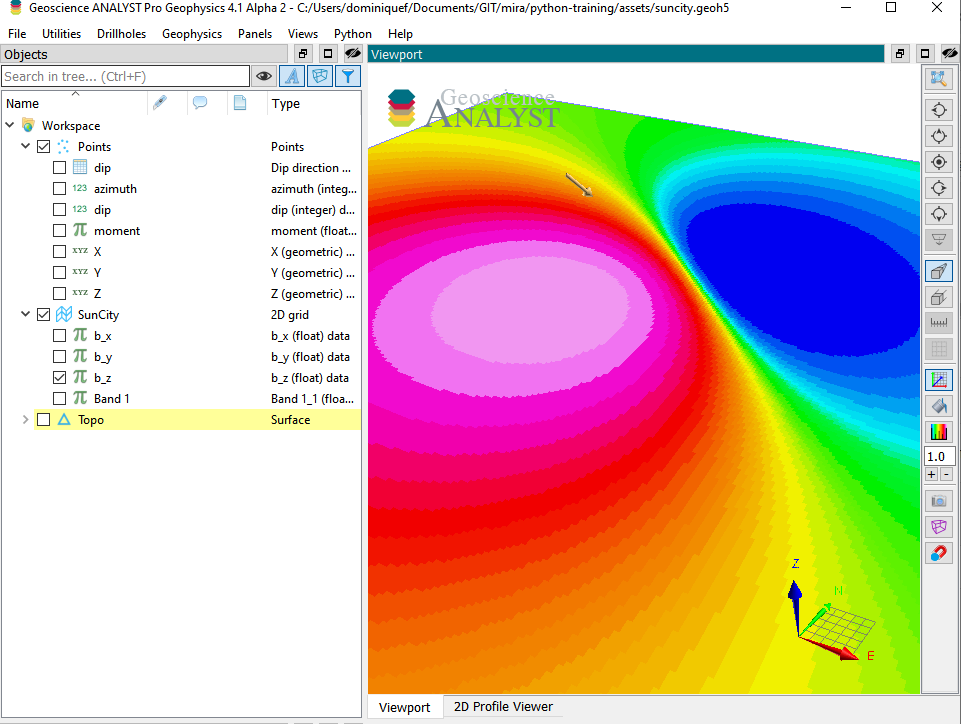 Geoscience ANALYST Pro Geophysics 4.1 Alpha 2 - C:/Users/dominiquef/Documents/GIT/mira/python-training/assets/suncity.geoh5
File Utilities Drillholes Geophysics Panels Views Python Help
Objects
Viewport
Search in tree... (Ctrl+F)
A
Name Type
Workspace
Points Points
dip Dip direction ...
123 azimuth azimuth (integ...
123 dip dip (integer) d...
π moment moment (float...
XYZ X X (geometric) ...
XYZ Y Y (geometric) ...
XYZ Z Z (geometric) ...
SunCity 2D grid
π b_x b_x (float) data
π b_y b_y (float) data
π b_z b_z (float) data
π Band 1 Band 1_1 (floa...
Topo Surface
Geoscience
ANALYST
1.0
+ -
Z
N
E
Viewport 2D Profile Viewer